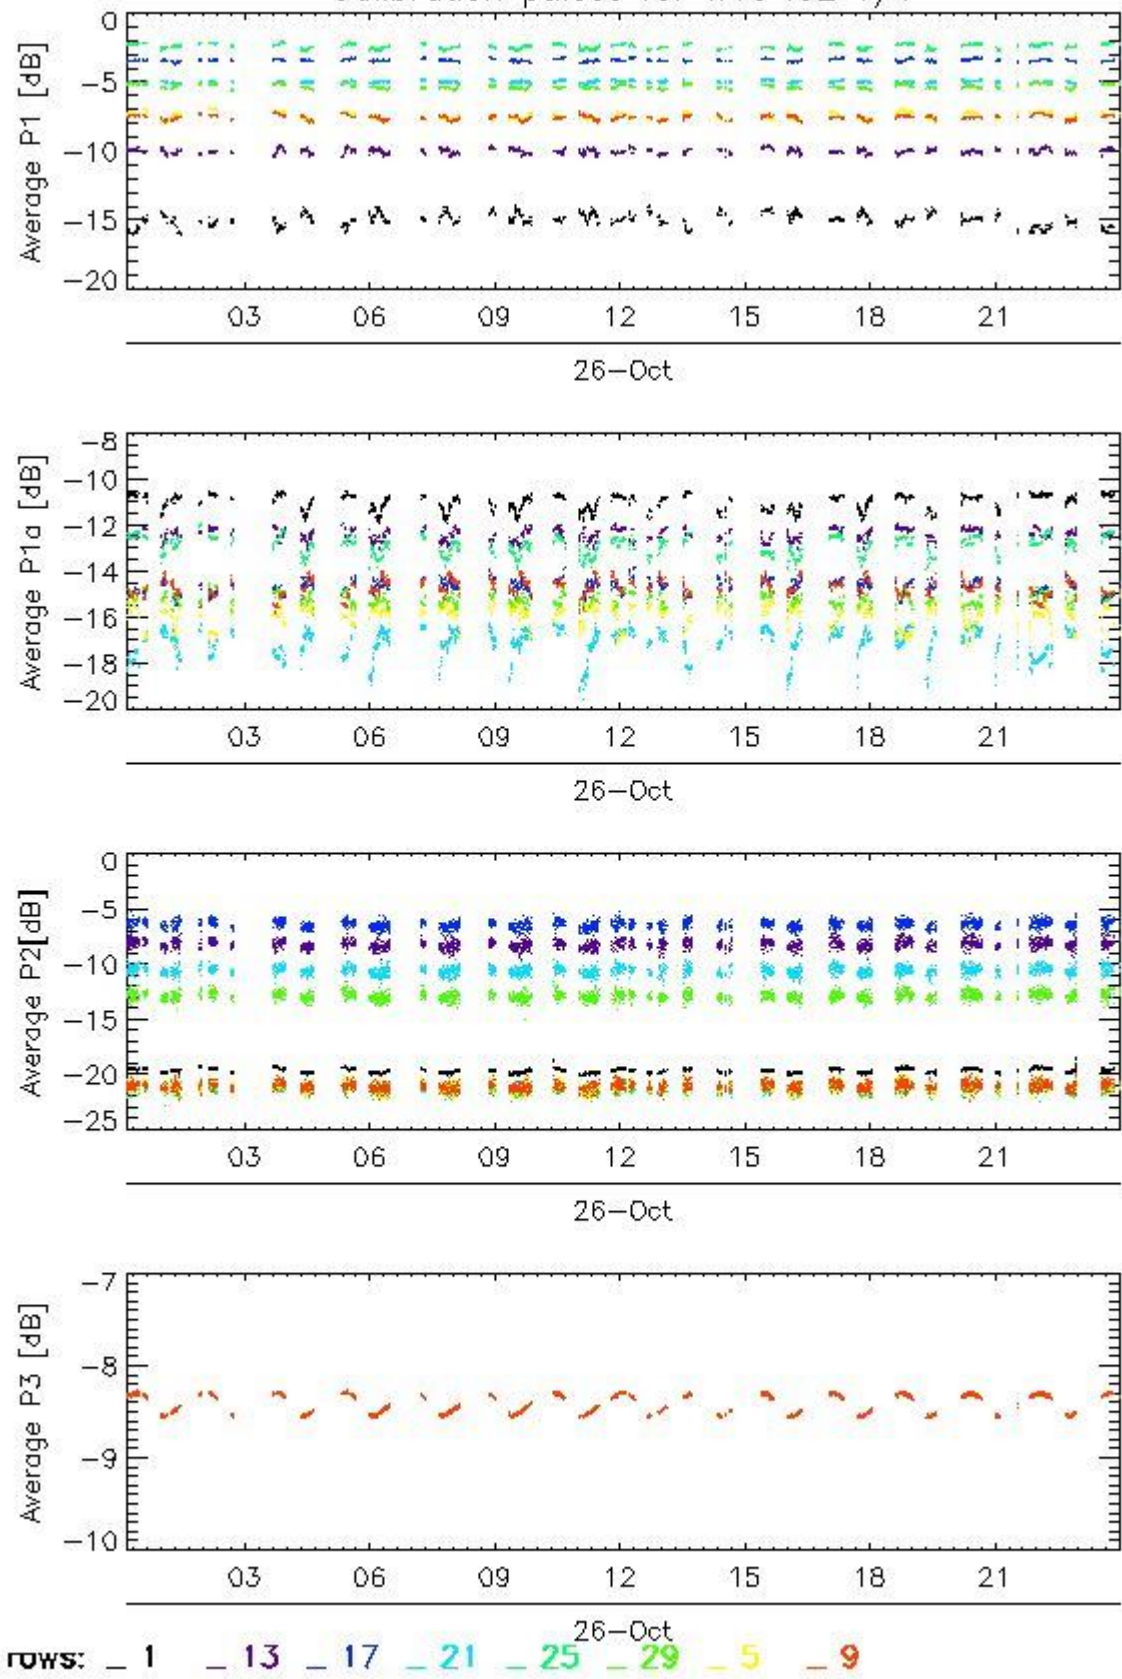 0
−5
−10
−15
−20
Average P1 [dB]
03 06 09 12 15 18 21
26−Oct
−8
−10
−12
−14
−16
−18
−20
Average P1a [dB]
03 06 09 12 15 18 21
26−Oct
0
−5
−10
−15
−20
−25
Average P2[dB]
03 06 09 12 15 18 21
26−Oct
−7
−8
−9
−10
Average P3 [dB]
03 06 09 12 15 18 21
26−Oct
rows: _ 1 _ 13 _ 17 _ 21 _ 25 _ 29 _ 5 _ 9